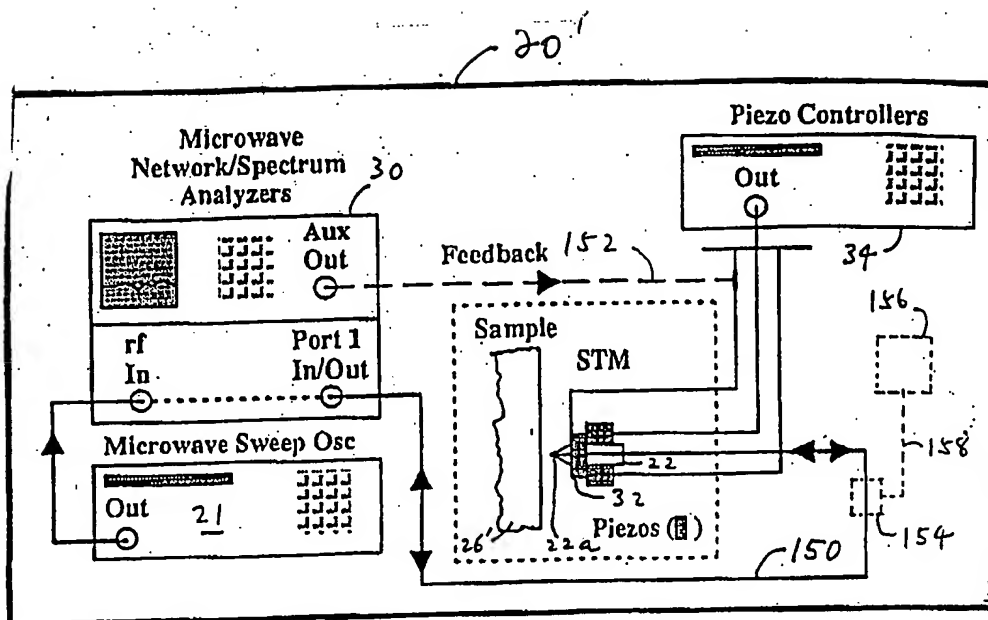 20'
Microwave
Network/Spectrum
Analyzers
30
Aux
Out
rf
In
Port 1
In/Out
Microwave Sweep Osc
Out
21
Feedback
152
Piezo Controllers
Out
34
Sample
STM
26'
22a
32
22
Piezos ( )
156
158
154
150